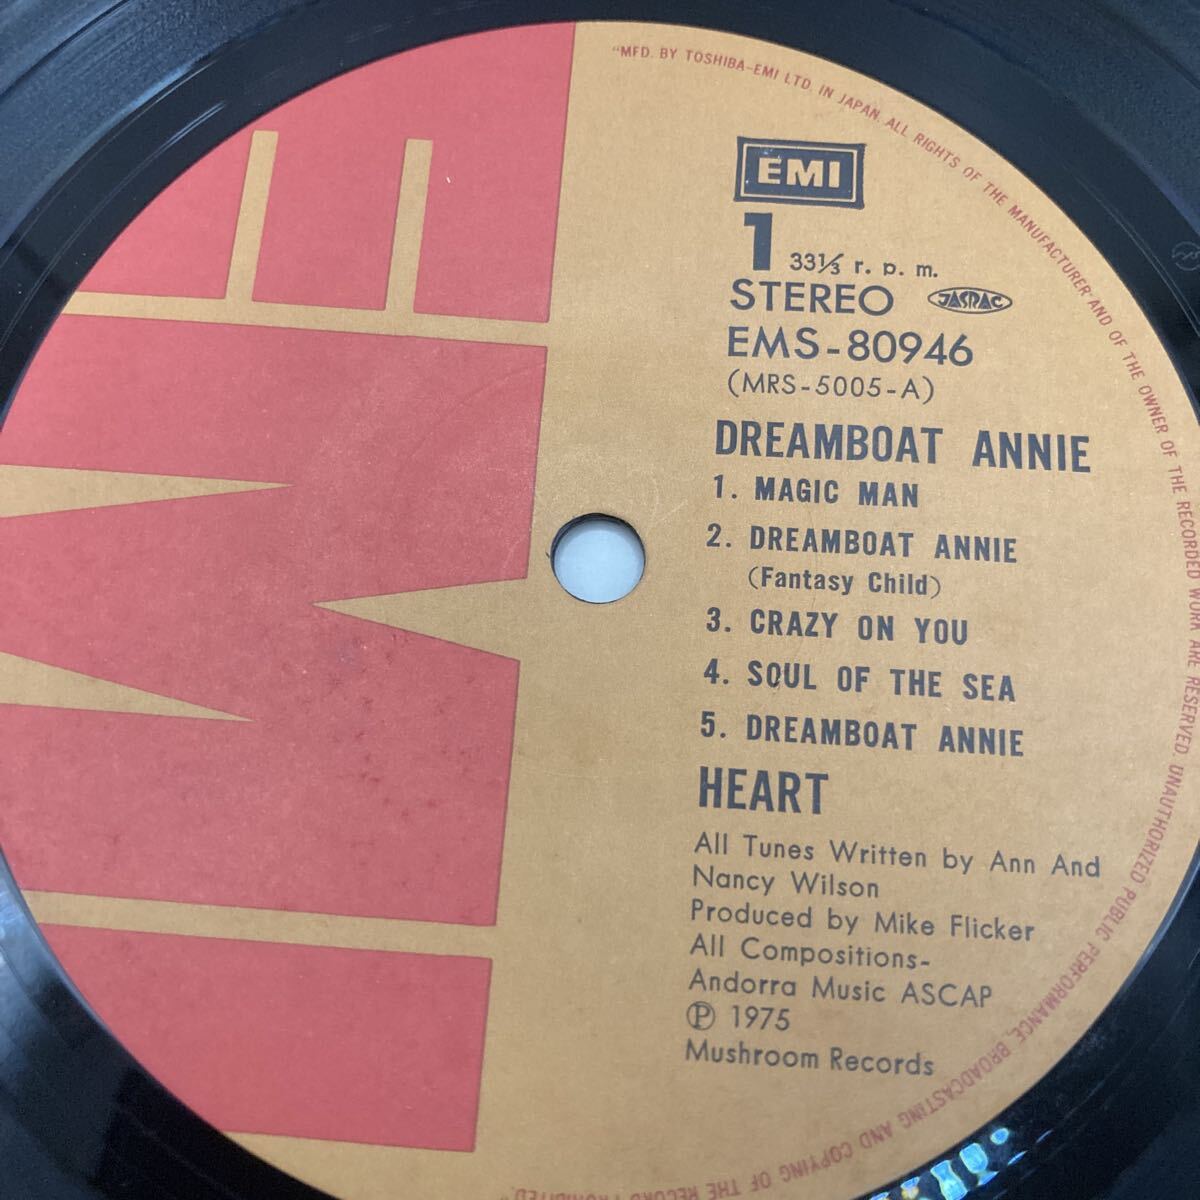 "MFD. BY TOSHIBA-EMI LTD. IN JAPAN. ALL RIGHTS OF THE MANUFACTURER AND OF THE OWNER OF THE RECORDED WORK ARE RESERVED. UNAUTHORIZED PUBLIC PERFORMANCE, BROADCASTING AND COPYING OF THE RECORD PROHIBITED."
EMI
1
33⅓ r. p. m.
STEREO JASRAC
EMS-80946
(MRS-5005-A)
DREAMBOAT ANNIE
1. MAGIC MAN
2. DREAMBOAT ANNIE
(Fantasy Child)
3. CRAZY ON YOU
4. SOUL OF THE SEA
5. DREAMBOAT ANNIE
HEART
All Tunes Written by Ann And
Nancy Wilson
Produced by Mike Flicker
All Compositions-
Andorra Music ASCAP
Ⓟ 1975
Mushroom Records
EMI